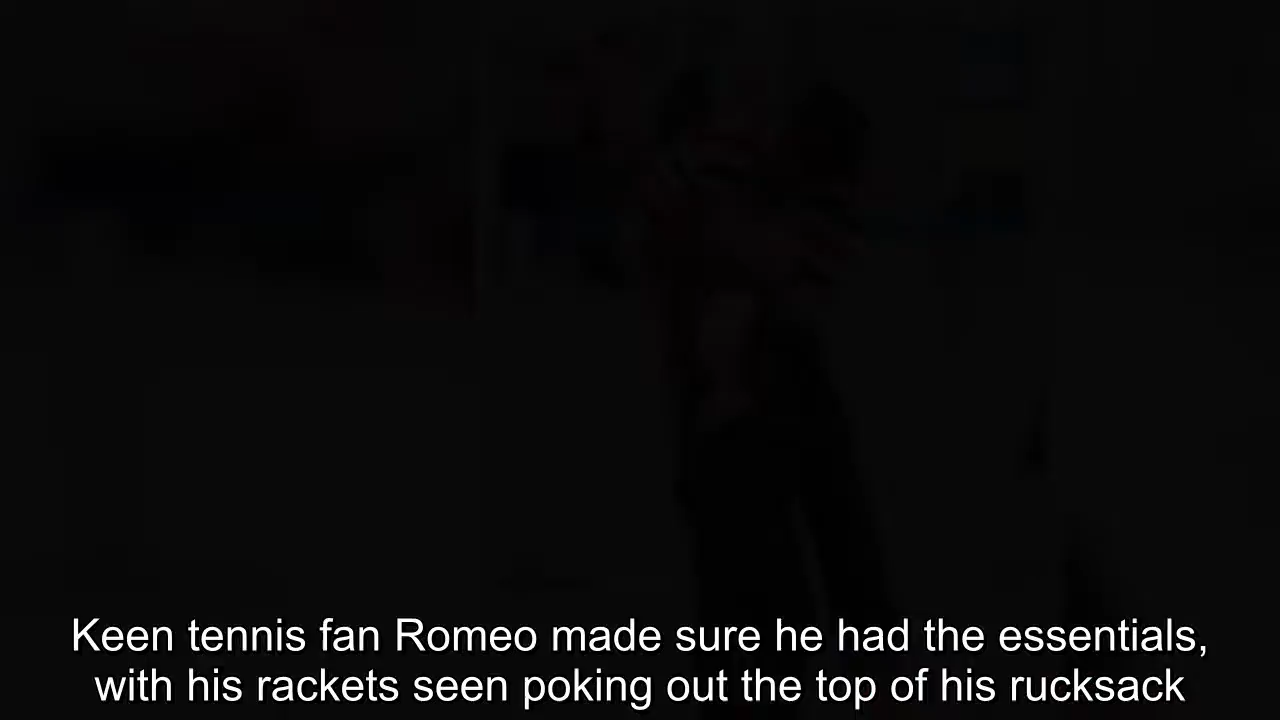 Keen tennis fan Romeo made sure he had the essentials,
with his rackets seen poking out the top of his rucksack